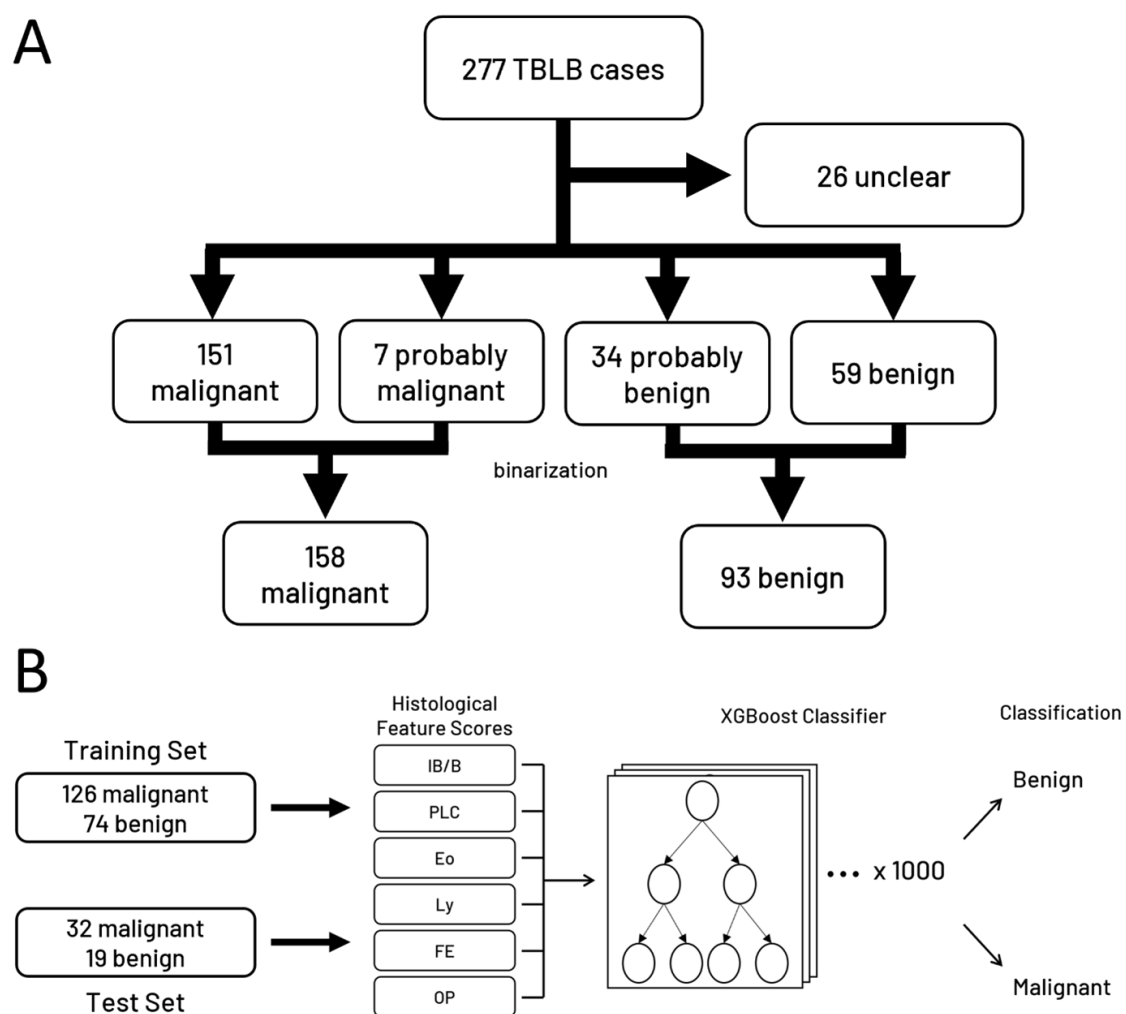 A
277 TBLB cases
26 unclear
151
malignant
7 probably
malignant
34 probably
benign
59 benign
binarization
158
malignant
93 benign
B
Training Set
126 malignant
74 benign
32 malignant
19 benign
Test Set
Histological
Feature Scores
IB/B
PLC
Eo
Ly
FE
OP
XGBoost Classifier
••• x 1000
Classification
Benign
Malignant